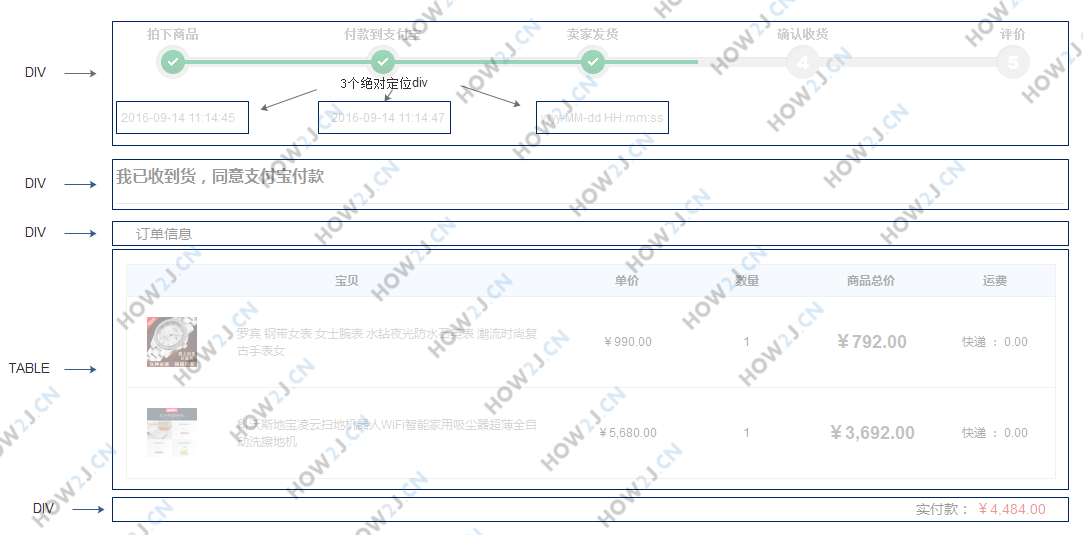 拍下商品 付款到支付宝 卖家发货 确认收货 评价
4 5
DIV
3个绝对定位div
2016-09-14 11:14:45 2016-09-14 11:14:47 yyy-MM-dd HH:mm:ss
DIV 我已收到货，同意支付宝付款
DIV 订单信息
宝贝 单价 数量 商品总价 运费
罗宾 钢带女表 女士腕表 水钻夜光防水石英表 潮流时尚复
古手表女
￥990.00 1 ￥792.00 快递 ： 0.00
TABLE
科沃斯地宝凌云扫地机器人WiFi智能家用吸尘器超薄全自
动洗擦地机
￥5,680.00 1 ￥3,692.00 快递 ： 0.00
DIV 实付款： ￥4,484.00
HOW2J.CN